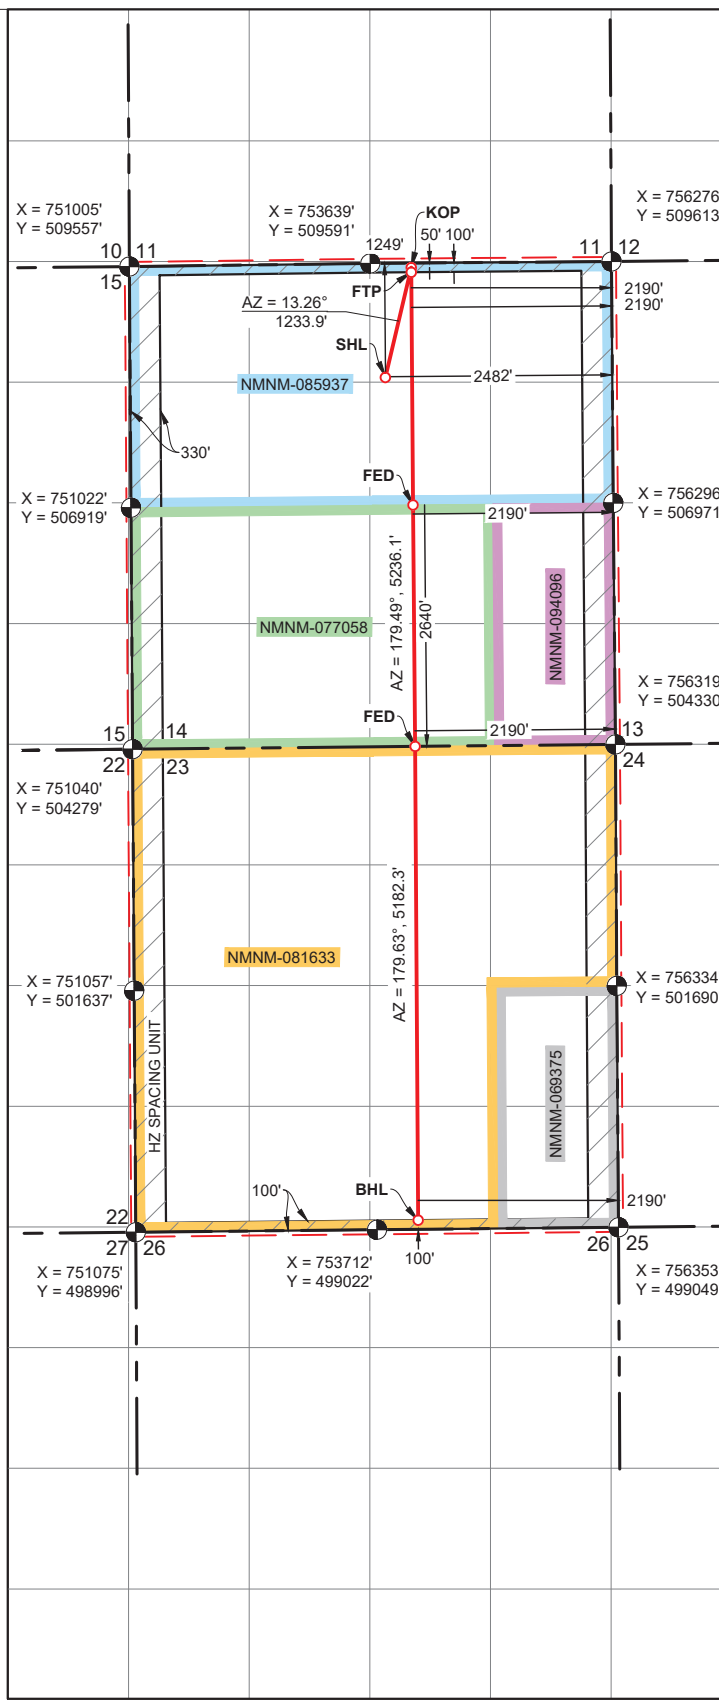 X = 751005'
Y = 509557'
X = 753639'
Y = 509591'
KOP
X = 756276
Y = 509613
1249'
50' 100'
10 11
11 12
15
FTP
2190'
2190'
AZ = 13.26°
1233.9'
SHL
2482'
NMNM-085937
330'
FED
X = 751022'
Y = 506919'
X = 756296
Y = 506971
2190'
AZ = 179.49°, 5236.1'
2640'
NMNM-077058
NMNM-094096
X = 756319
Y = 504330
FED
2190'
15 14
13
22 23
24
X = 751040'
Y = 504279'
AZ = 179.63°, 5182.3'
NMNM-081633
X = 751057'
Y = 501637'
X = 756334
Y = 501690
HZ SPACING UNIT
NMNM-069375
100'
BHL
2190'
22
27 26
26 25
100'
X = 751075'
Y = 498996'
X = 753712'
Y = 499022'
X = 756353
Y = 499049